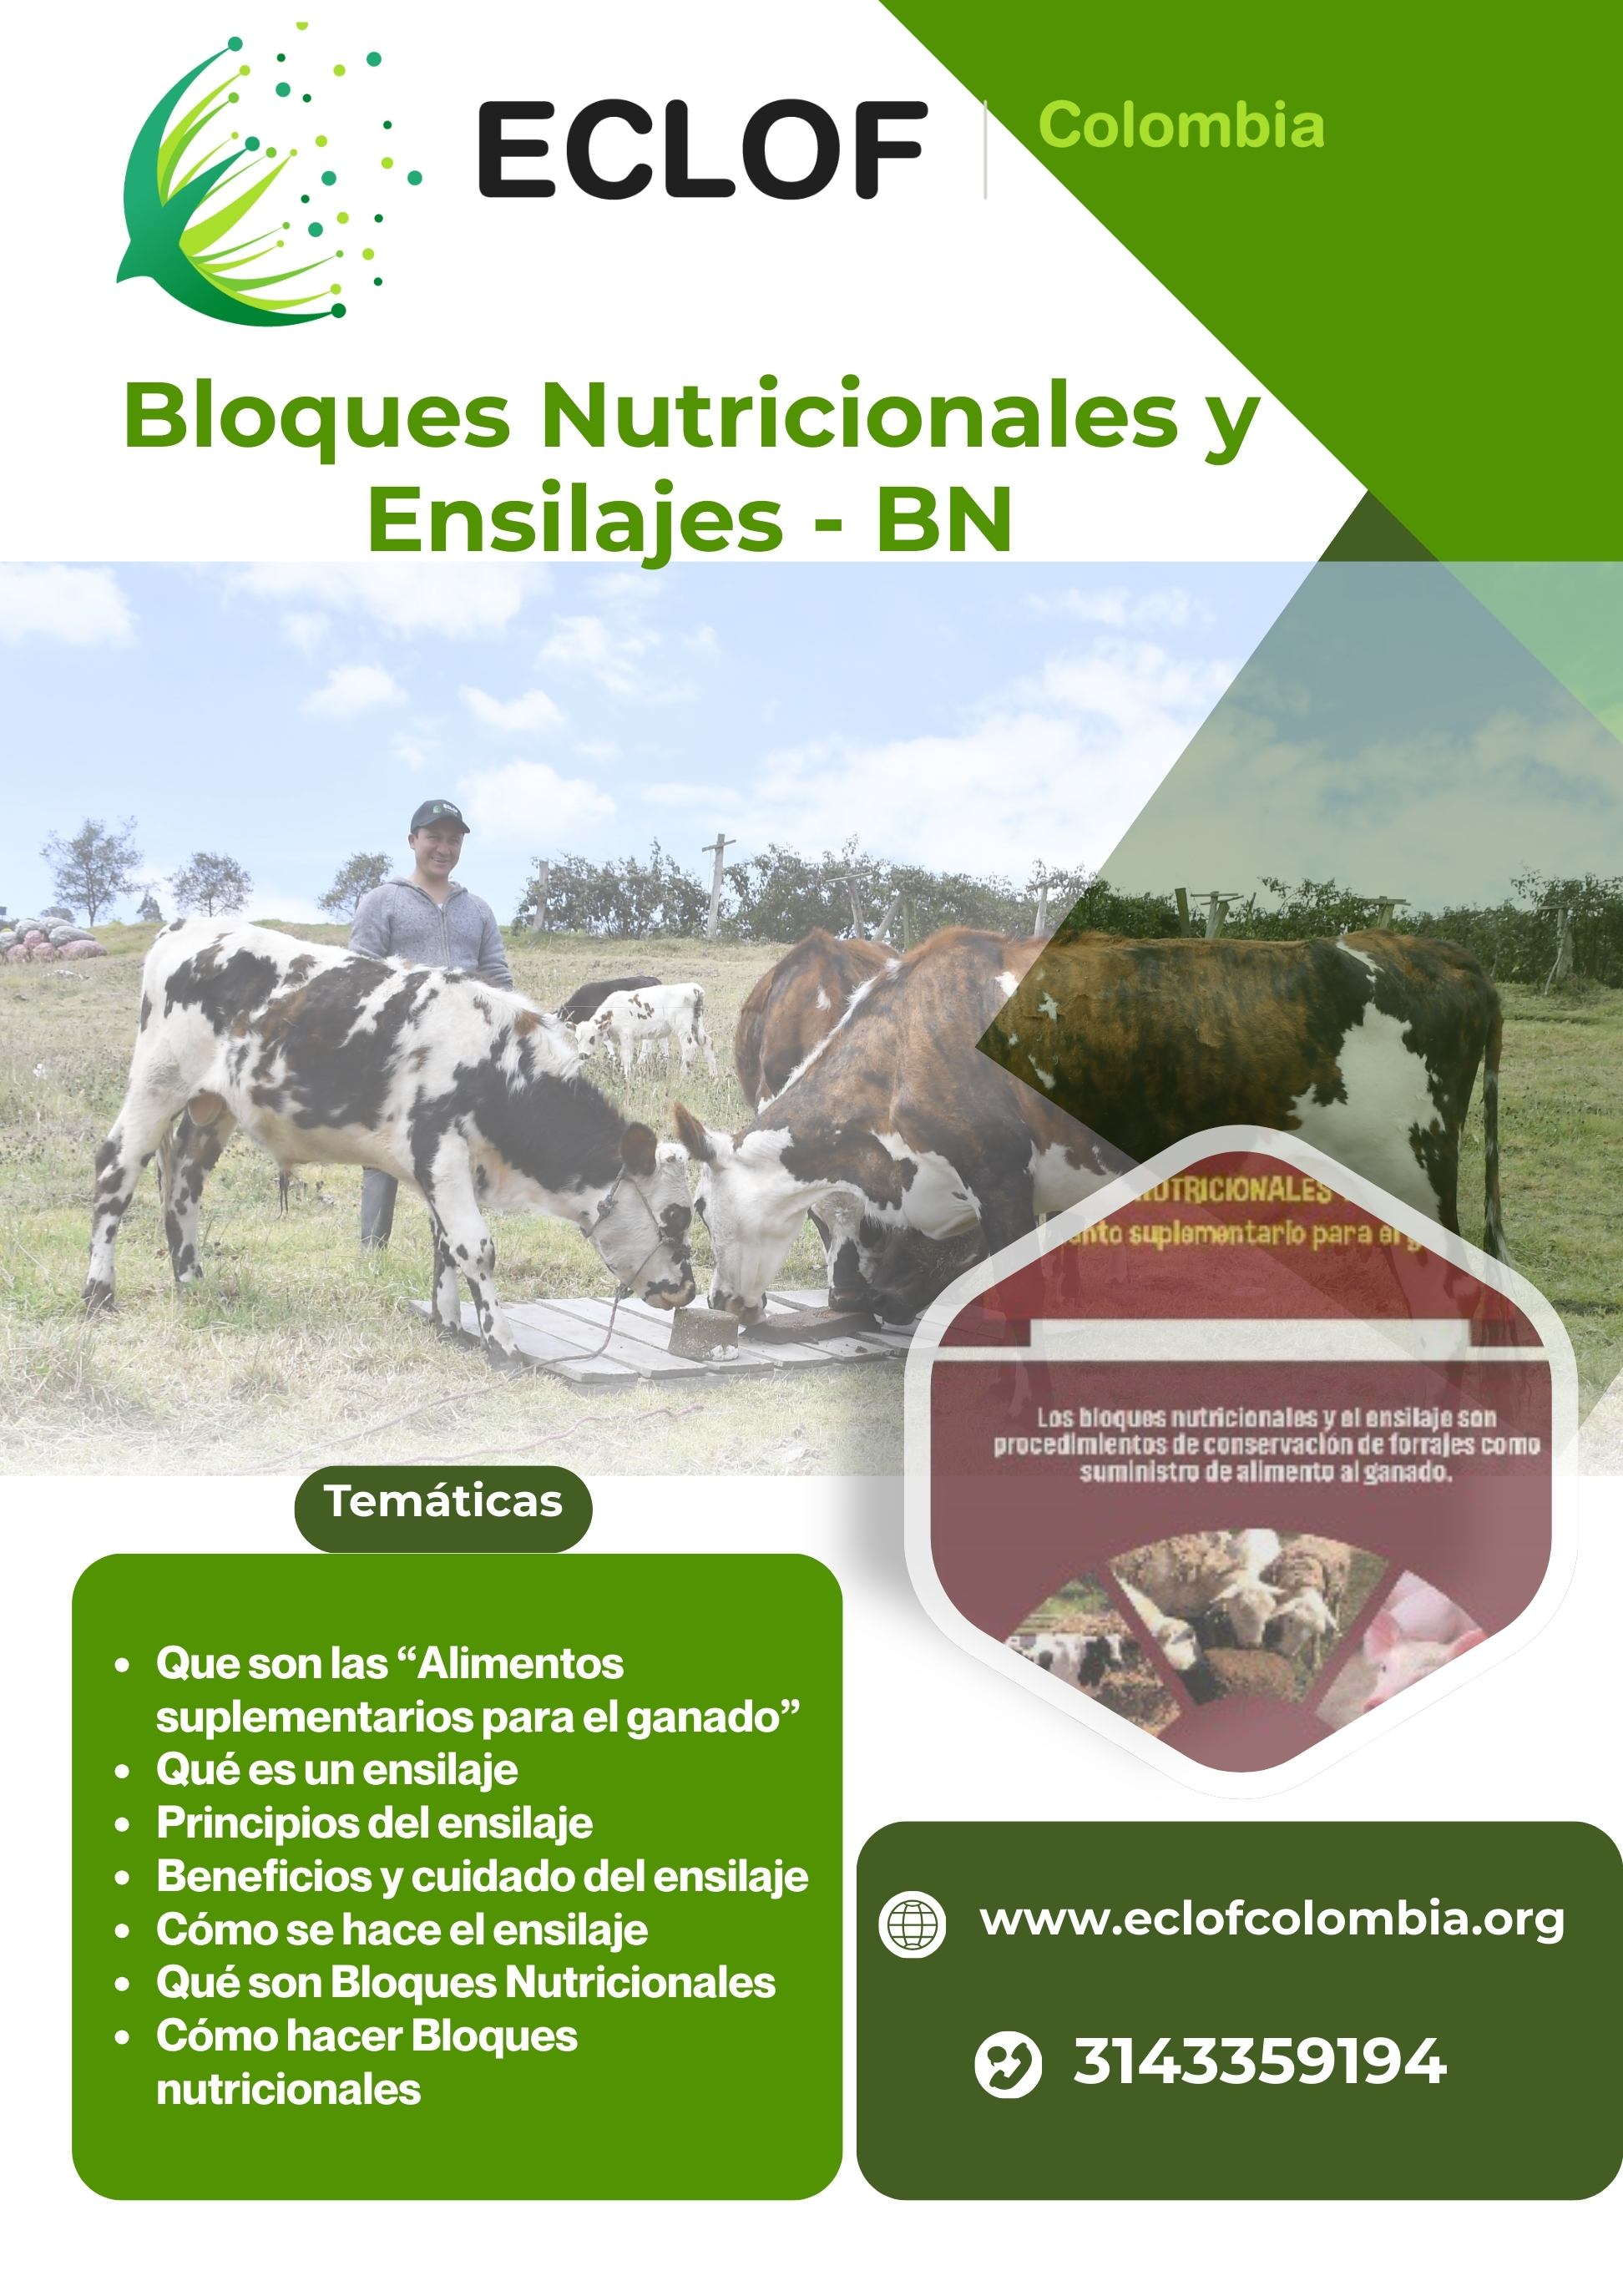 ECLOF
Colombia
Bloques Nutricionales y
Ensilajes - BN
suplementario para el
Los bloques nutricionales y el ensilaje son
procedimientos de conservación de forrajes como
suministro de alimento al ganado.
Temáticas
• Que son las “Alimentos
suplementarios para el ganado”
• Qué es un ensilaje
• Principios del ensilaje
• Beneficios y cuidado del ensilaje
• Cómo se hace el ensilaje
• Qué son Bloques Nutricionales
• Cómo hacer Bloques
nutricionales
www.eclofcolombia.org
3143359194